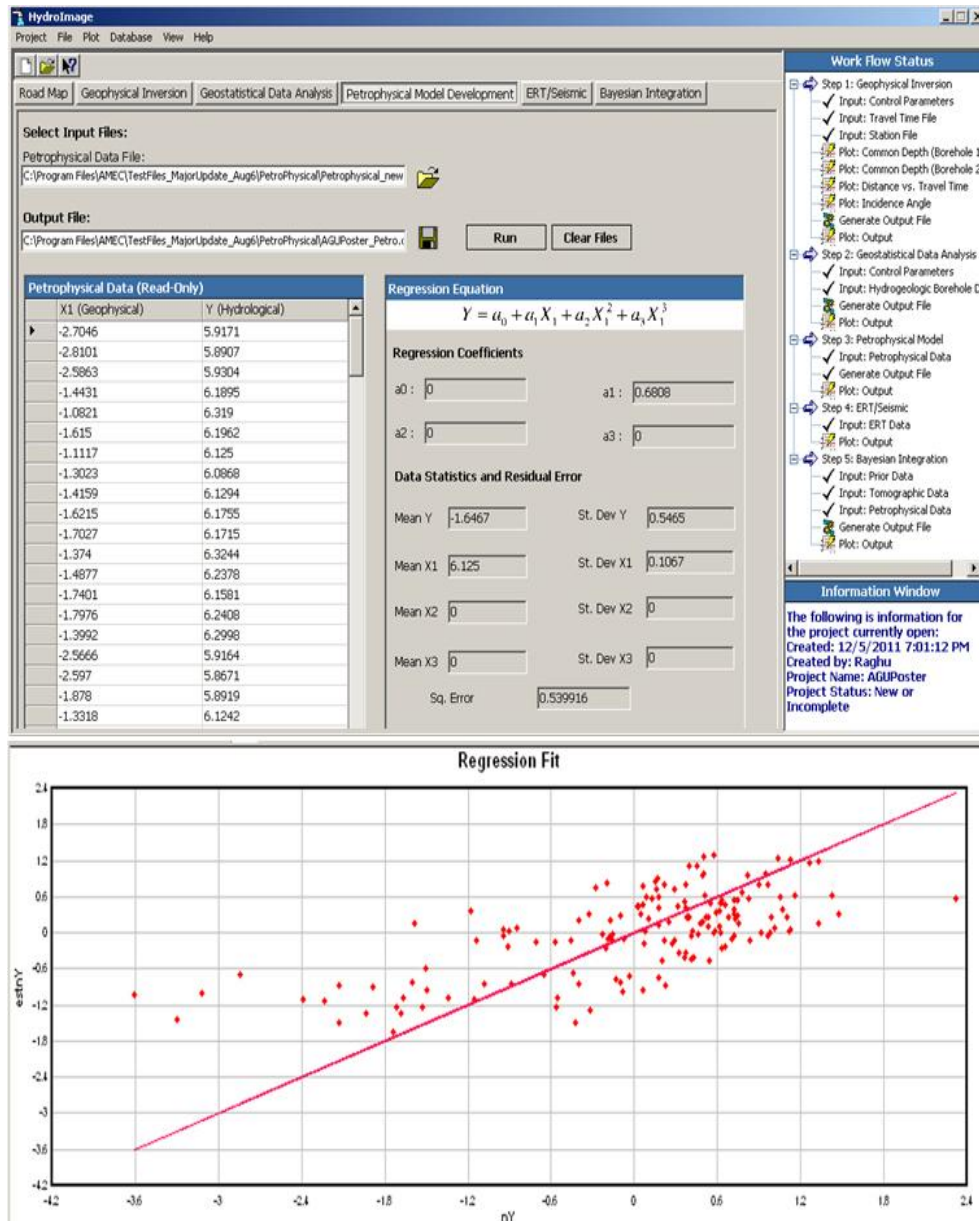 HydroImage
Project File Plot Database View Help
Road Map Geophysical Inversion Geostatistical Data Analysis Petrophysical Model Development ERT/Seismic Bayesian Integration
Select Input Files:
Petrophysical Data File:
C:\Program Files\AMEC\TestFiles_MajorUpdate_Aug6\PetroPhysical\Petrophysical_new
Output File:
C:\Program Files\AMEC\TestFiles_MajorUpdate_Aug6\PetroPhysical\AGUPoster_Petro.c
Run Clear Files
Petrophysical Data (Read-Only)
X1 (Geophysical) Y (Hydrological)
-2.7046 5.9171
-2.8101 5.8907
-2.5863 5.9304
-1.4431 6.1895
-1.0821 6.319
-1.615 6.1962
-1.1117 6.125
-1.3023 6.0868
-1.4159 6.1294
-1.6215 6.1755
-1.7027 6.1715
-1.374 6.3244
-1.4877 6.2378
-1.7401 6.1581
-1.7976 6.2408
-1.3992 6.2998
-2.5666 5.9164
-2.597 5.8671
-1.878 5.8919
-1.3318 6.1242
Regression Equation
Y = a₀ + a₁X₁ + a₂X₁² + a₃X₁³
Regression Coefficients
a0 : 0 a1 : 0.6808
a2 : 0 a3 : 0
Data Statistics and Residual Error
Mean Y -1.6467 St. Dev Y 0.5465
Mean X1 6.125 St. Dev X1 0.1067
Mean X2 0 St. Dev X2 0
Mean X3 0 St. Dev X3 0
Sq. Error 0.539916
Work Flow Status
Step 1: Geophysical Inversion
Input: Control Parameters
Input: Travel Time File
Input: Station File
Plot: Common Depth (Borehole 1
Plot: Common Depth (Borehole 2
Plot: Distance vs. Travel Time
Plot: Incidence Angle
Generate Output File
Plot: Output
Step 2: Geostatistical Data Analysis
Input: Control Parameters
Input: Hydrogeologic Borehole D
Generate Output File
Plot: Output
Step 3: Petrophysical Model
Input: Petrophysical Data
Generate Output File
Plot: Output
Step 4: ERT/Seismic
Input: ERT Data
Plot: Output
Step 5: Bayesian Integration
Input: Prior Data
Input: Tomographic Data
Input: Petrophysical Data
Generate Output File
Plot: Output
Information Window
The following is information for
the project currently open:
Created: 12/5/2011 7:01:12 PM
Created by: Raghu
Project Name: AGUPoster
Project Status: New or
Incomplete
Regression Fit
2.4
1.8
1.2
0.6
0
-0.6
-1.2
-1.8
-2.4
-3
-3.6
-4.2
estnY
-4.2 -3.6 -3 -2.4 -1.8 -1.2 -0.6 0 0.6 1.2 1.8 2.4
nY